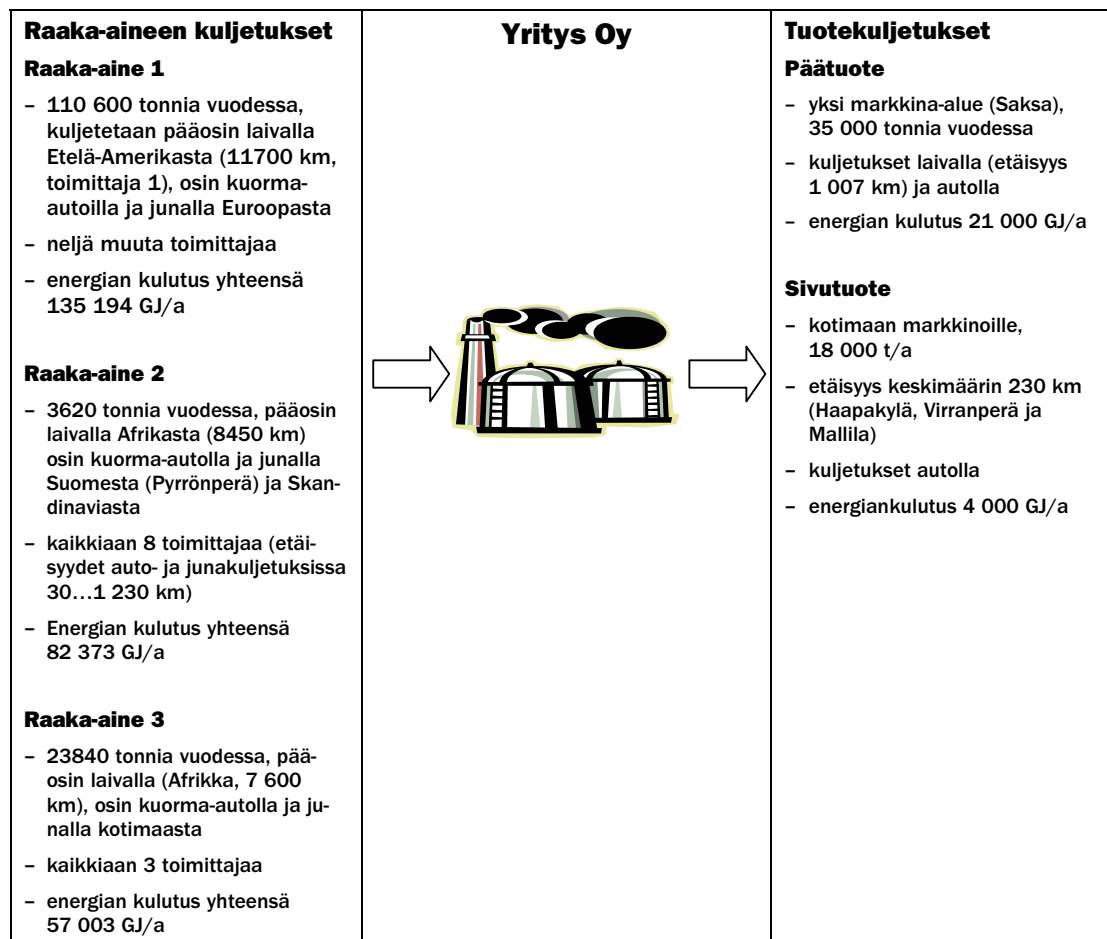 Raaka-aineen kuljetukset
Raaka-aine 1
– 110 600 tonnia vuodessa,
kuljetetaan pääosin laivalla
Etelä-Amerikasta (11700 km,
toimittaja 1), osin kuorma-
autoilla ja junalla Euroopasta
– neljä muuta toimittajaa
– energian kulutus yhteensä
135 194 GJ/a
Raaka-aine 2
– 3620 tonnia vuodessa, pääosin
laivalla Afrikasta (8450 km)
osin kuorma-autolla ja junalla
Suomesta (Pyrrönperä) ja Skan-
dinaviasta
– kaikkiaan 8 toimittajaa (etäi-
syydet auto- ja junakuljetuksissa
30…1 230 km)
– Energian kulutus yhteensä
82 373 GJ/a
Raaka-aine 3
– 23840 tonnia vuodessa, pää-
osin laivalla (Afrikka, 7 600
km), osin kuorma-autolla ja ju-
nalla kotimaasta
– kaikkiaan 3 toimittajaa
– energian kulutus yhteensä
57 003 GJ/a
Yritys Oy
Tuotekuljetukset
Päätuote
– yksi markkina-alue (Saksa),
35 000 tonnia vuodessa
– kuljetukset laivalla (etäisyys
1 007 km) ja autolla
– energian kulutus 21 000 GJ/a
Sivutuote
– kotimaan markkinoille,
18 000 t/a
– etäisyys keskimäärin 230 km
(Haapakylä, Virranperä ja
Mallila)
– kuljetukset autolla
– energiankulutus 4 000 GJ/a